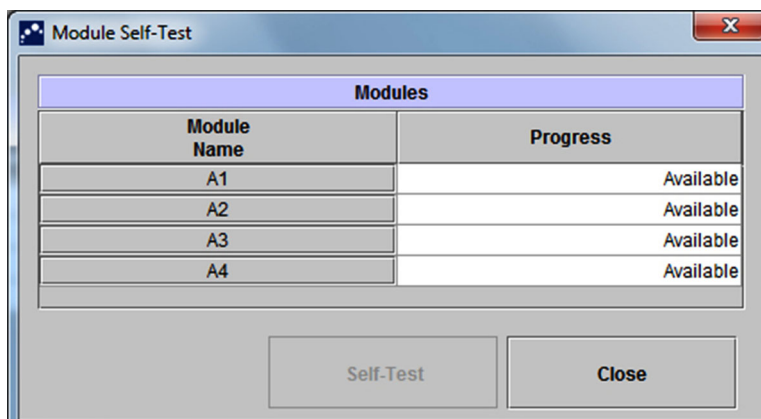 Module Self-Test
Modules
Module
Name
Progress
A1 Available
A2 Available
A3 Available
A4 Available
Self-Test Close